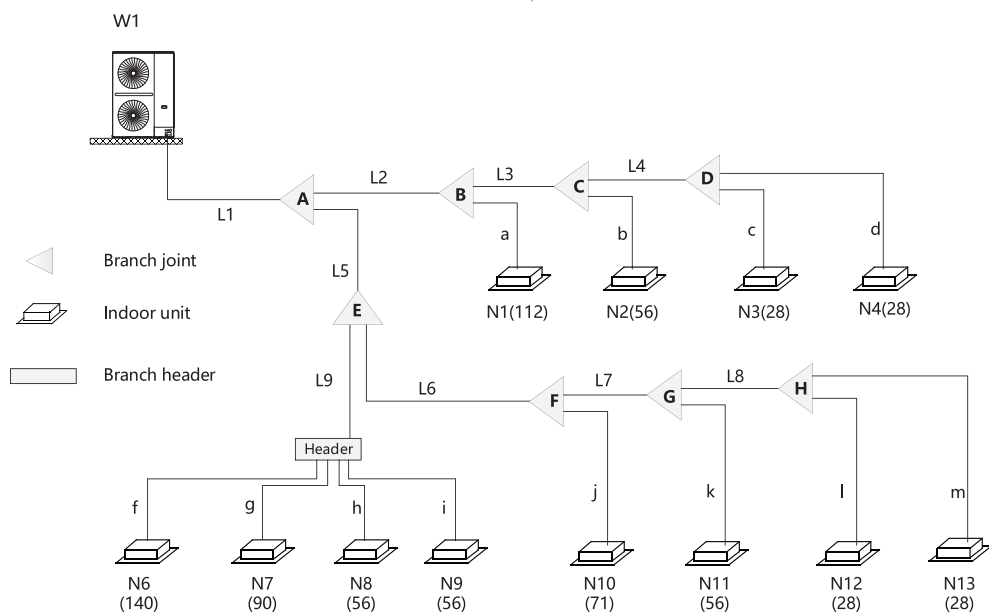 W1
L1
A
L2
B
L3
C
L4
D
a
b
c
d
N1(112)
N2(56)
N3(28)
N4(28)
Branch joint
Indoor unit
Branch header
L5
E
L9
L6
F
L7
G
L8
H
Header
f
g
h
i
j
k
l
m
N6
(140)
N7
(90)
N8
(56)
N9
(56)
N10
(71)
N11
(56)
N12
(28)
N13
(28)